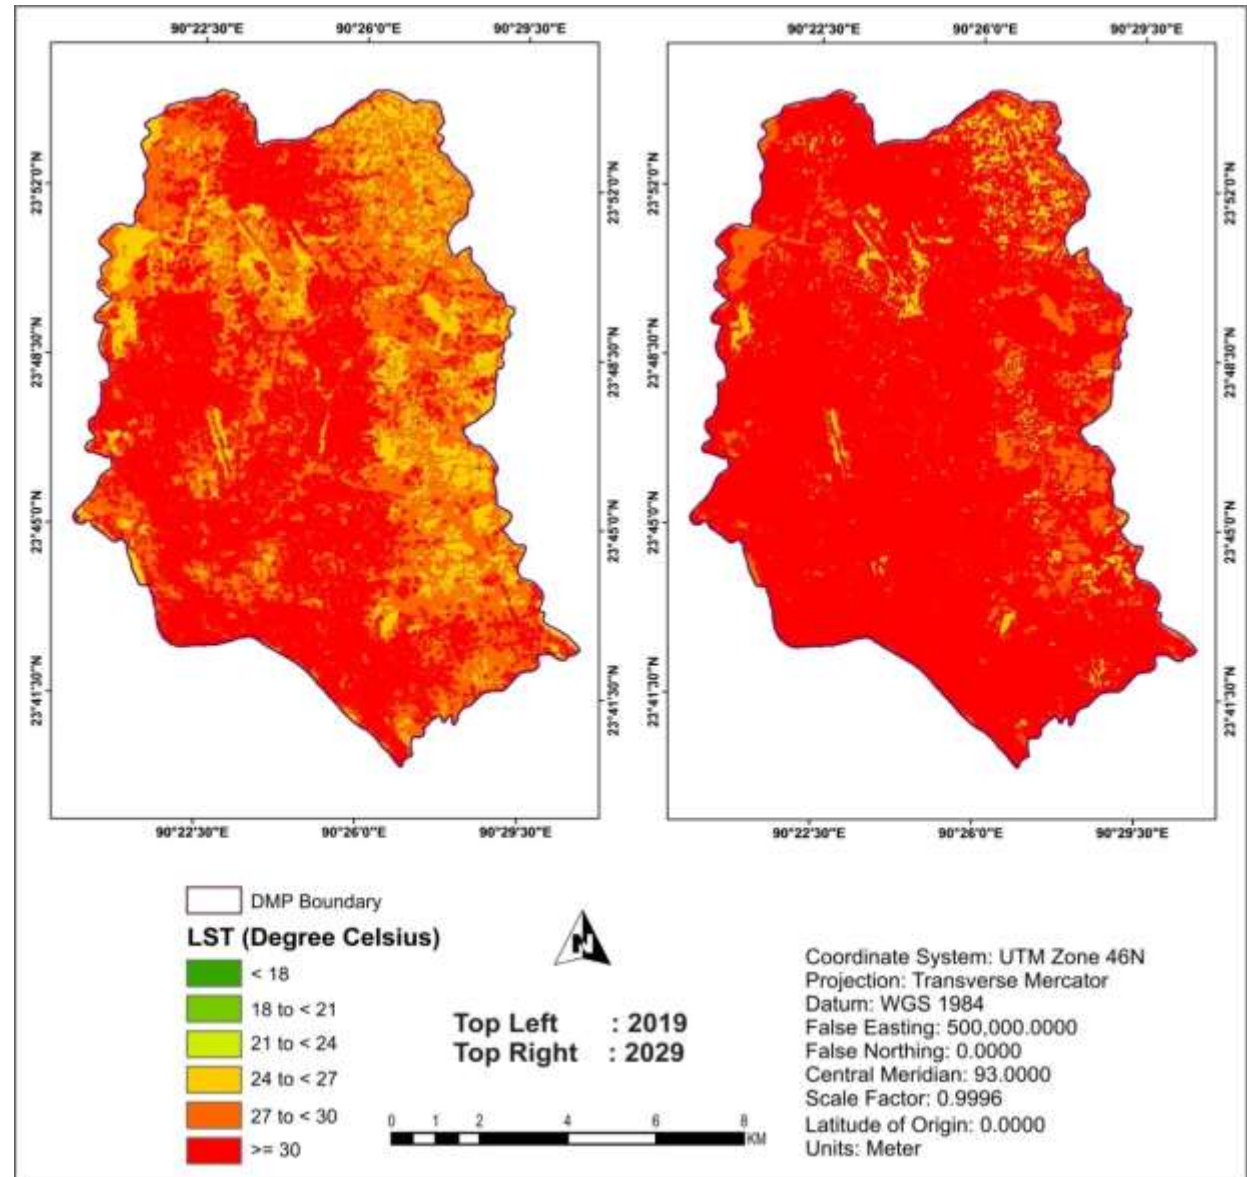 90°22'30"E 90°26'0"E 90°29'30"E 90°22'30"E 90°26'0"E 90°29'30"E
23°52'0"N 23°52'0"N 23°52'0"N 23°52'0"N
23°48'30"N 23°48'30"N 23°48'30"N 23°48'30"N
23°45'0"N 23°45'0"N 23°45'0"N 23°45'0"N
23°41'30"N 23°41'30"N 23°41'30"N 23°41'30"N
90°22'30"E 90°26'0"E 90°29'30"E 90°22'30"E 90°26'0"E 90°29'30"E
DMP Boundary
LST (Degree Celsius)
< 18
18 to < 21
21 to < 24
24 to < 27
27 to < 30
>= 30
N
Top Left : 2019
Top Right : 2029
0 1 2 4 6 8
KM
Coordinate System: UTM Zone 46N
Projection: Transverse Mercator
Datum: WGS 1984
False Easting: 500,000.0000
False Northing: 0.0000
Central Meridian: 93.0000
Scale Factor: 0.9996
Latitude of Origin: 0.0000
Units: Meter